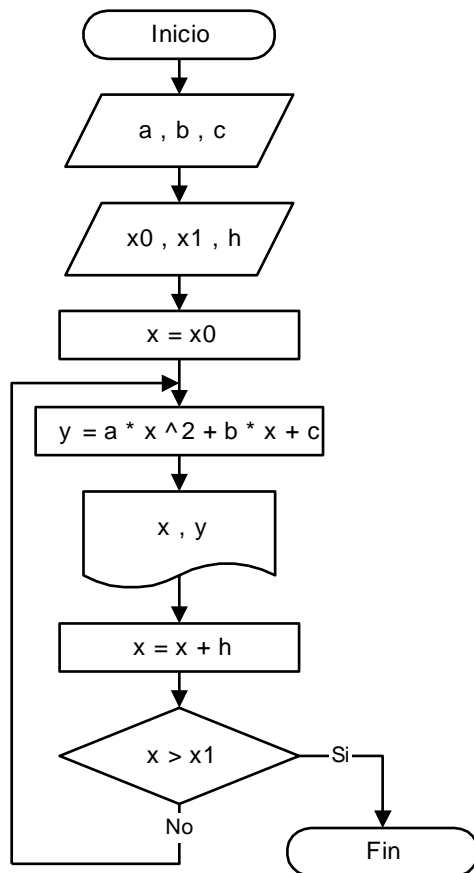 Inicio
a , b , c
x0 , x1 , h
x = x0
y = a * x ^2 + b * x + c
x , y
x = x + h
x > x1
Si
No
Fin